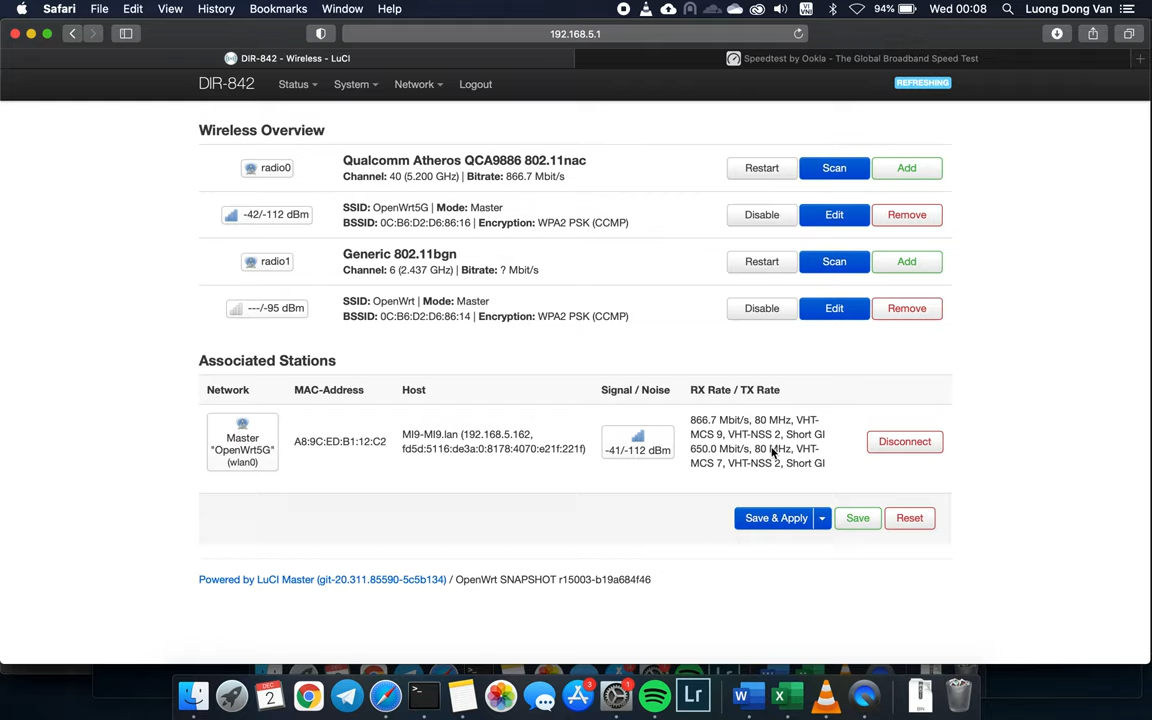 Safari File Edit View History Bookmarks Window Help
VI
VNI
94% Wed 00:08 Luong Dong Van
192.168.5.1
DIR-842 - Wireless - LuCI
Speedtest by Ookla - The Global Broadband Speed Test
DIR-842 Status System Network Logout
REFRESHING
Wireless Overview
radio0
Qualcomm Atheros QCA9886 802.11nac
Channel: 40 (5.200 GHz) | Bitrate: 866.7 Mbit/s
Restart Scan Add
-42/-112 dBm
SSID: OpenWrt5G | Mode: Master
BSSID: 0C:B6:D2:D6:86:16 | Encryption: WPA2 PSK (CCMP)
Disable Edit Remove
radio1
Generic 802.11bgn
Channel: 6 (2.437 GHz) | Bitrate: ? Mbit/s
Restart Scan Add
---/-95 dBm
SSID: OpenWrt | Mode: Master
BSSID: 0C:B6:D2:D6:86:14 | Encryption: WPA2 PSK (CCMP)
Disable Edit Remove
Associated Stations
Network MAC-Address Host Signal / Noise RX Rate / TX Rate
Master
"OpenWrt5G"
(wlan0)
A8:9C:ED:B1:12:C2
MI9-MI9.lan (192.168.5.162,
fd5d:5116:de3a:0:8178:4070:e21f:221f)
-41/-112 dBm
866.7 Mbit/s, 80 MHz, VHT-
MCS 9, VHT-NSS 2, Short GI
650.0 Mbit/s, 80 MHz, VHT-
MCS 7, VHT-NSS 2, Short GI
Disconnect
Save & Apply Save Reset
Powered by LuCI Master (git-20.311.85590-5c5b134) / OpenWrt SNAPSHOT r15003-b19a684f46
DEC
2
3
1
Lr
W
X